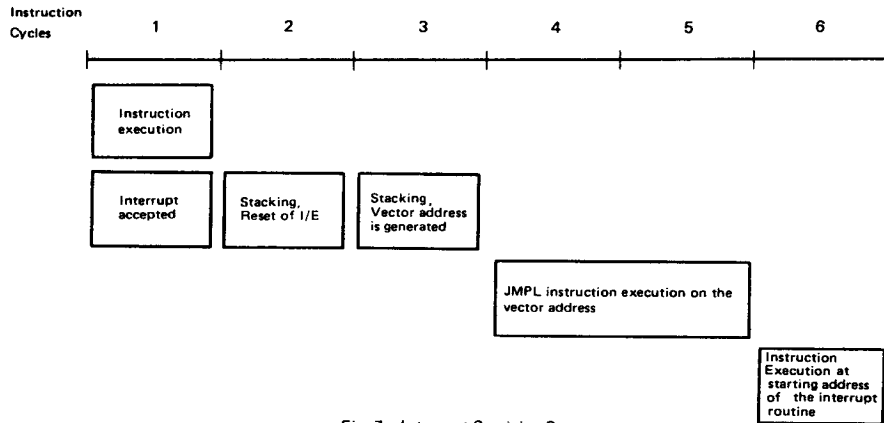 Instruction
Cycles
1 2 3 4 5 6
Instruction
execution
Interrupt
accepted
Stacking,
Reset of I/E
Stacking,
Vector address
is generated
JMPL instruction execution on the
vector address
Instruction
Execution at
starting address
of the interrupt
routine
Fig.